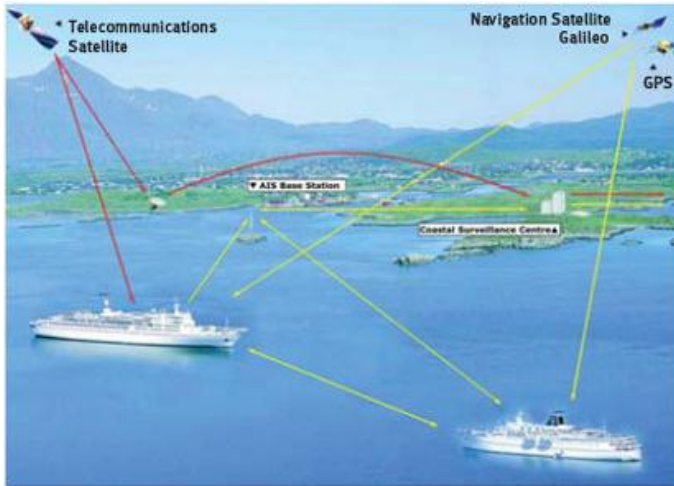 Telecommunications
Satellite
Navigation Satellite
Galileo
GPS
▼ AIS Base Station
Coastal Surveillance Centre▲